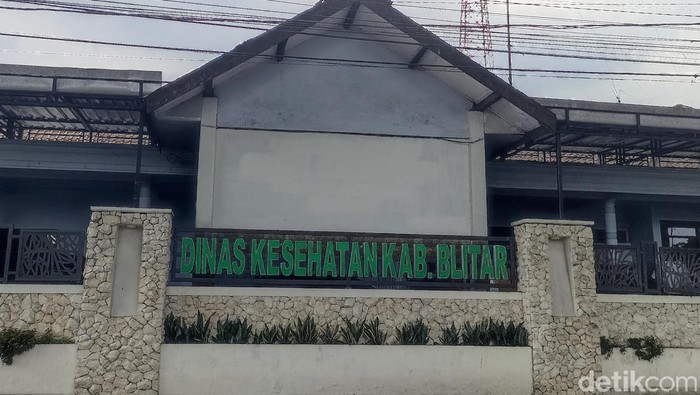 DINAS KESEHATAN KAB. BLITAR
detikcom